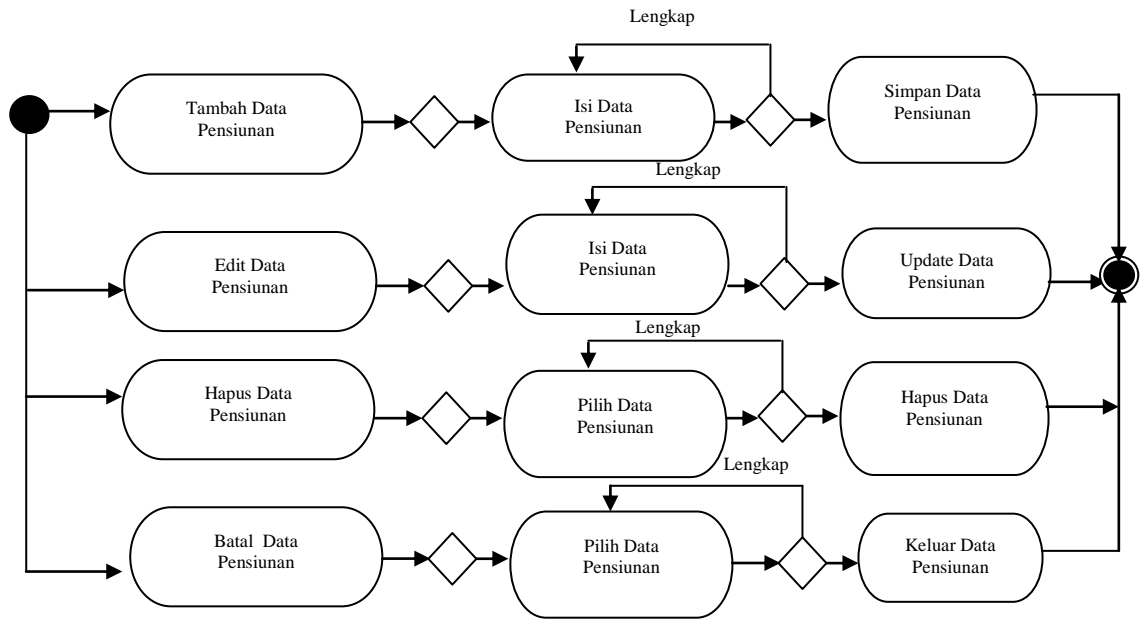 Lengkap
Tambah Data
Pensiunan
Isi Data
Pensiunan
Simpan Data
Pensiunan
Lengkap
Edit Data
Pensiunan
Isi Data
Pensiunan
Update Data
Pensiunan
Lengkap
Hapus Data
Pensiunan
Pilih Data
Pensiunan
Hapus Data
Pensiunan
Lengkap
Batal Data
Pensiunan
Pilih Data
Pensiunan
Keluar Data
Pensiunan